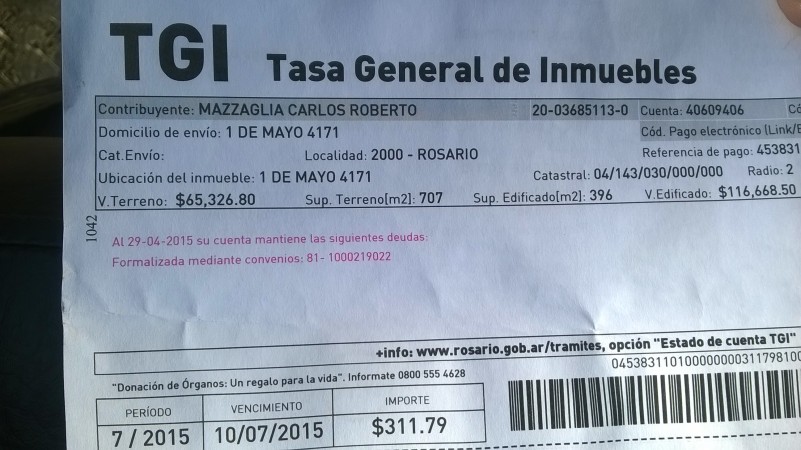 TGI Tasa General de Inmuebles
Contribuyente: MAZZAGLIA CARLOS ROBERTO 20-03685113-0 Cuenta: 40609406 Có
Domicilio de envío: 1 DE MAYO 4171 Cód. Pago electrónico (Link/B
Cat.Envío: Localidad: 2000 - ROSARIO Referencia de pago: 453831
Ubicación del inmueble: 1 DE MAYO 4171 Catastral: 04/143/030/000/000 Radio: 2
V.Terreno: $65,326.80 Sup. Terreno[m2]: 707 Sup. Edificado[m2]: 396 V.Edificado: $116,668.50
1042
Al 29-04-2015 su cuenta mantiene las siguientes deudas:
Formalizada mediante convenios: 81- 1000219022
+info: www.rosario.gob.ar/tramites, opción "Estado de cuenta TGI"
"Donación de Órganos: Un regalo para la vida". Informate 0800 555 4628
PERÍODO VENCIMIENTO IMPORTE
7 / 2015 10/07/2015 $311.79